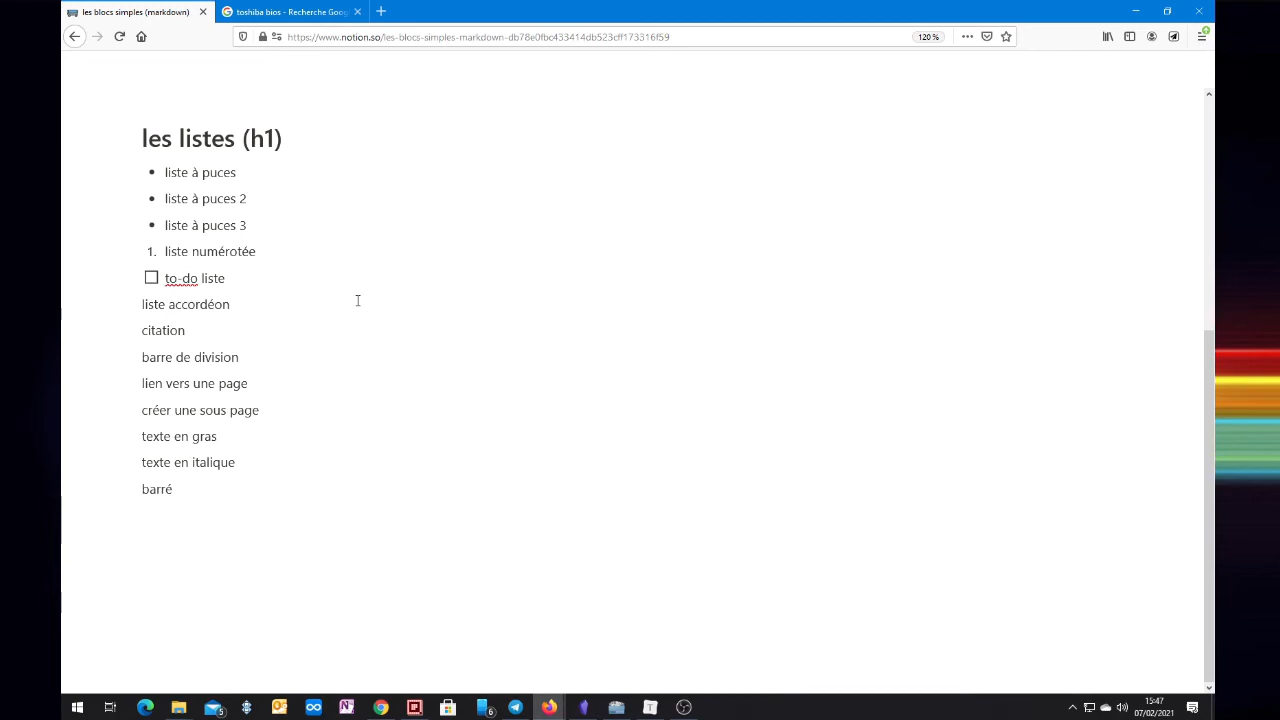 les blocs simples (markdown)
toshiba bios - Recherche Goog
https://www.notion.so/les-blocs-simples-markdown-db78e0fbc433414db523cff173316f59
120 %
les listes (h1)
• liste à puces
• liste à puces 2
• liste à puces 3
1. liste numérotée
to-do liste
liste accordéon
citation
barre de division
lien vers une page
créer une sous page
texte en gras
texte en italique
barré
5
6
15:47
07/02/2021